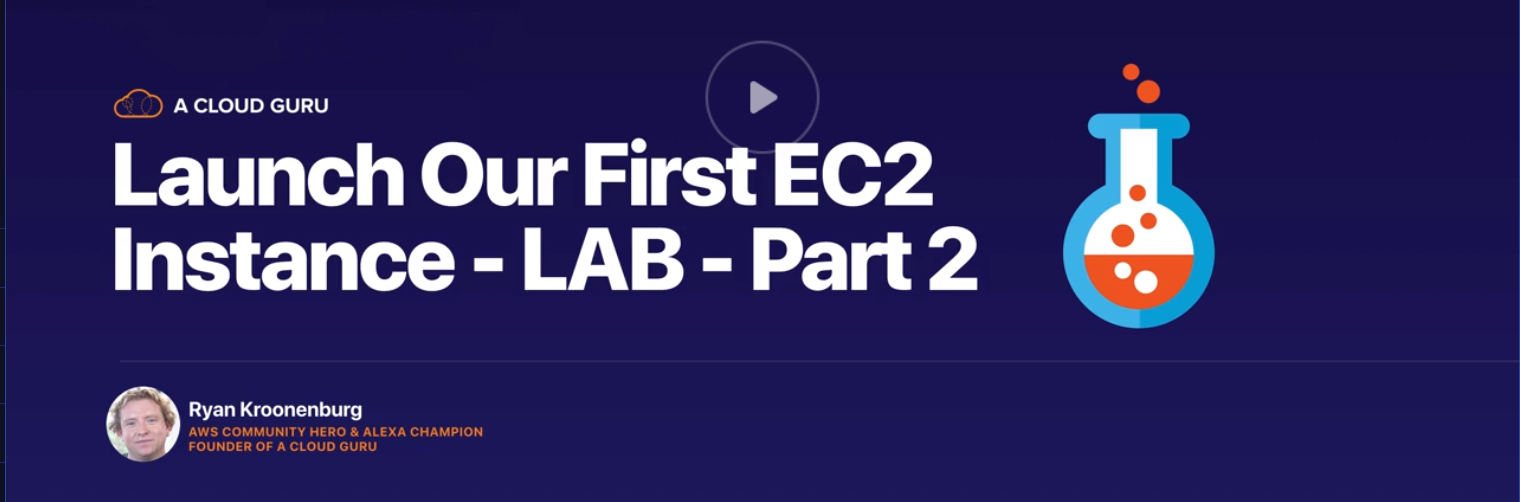 A CLOUD GURU
Launch Our First EC2
Instance - LAB - Part 2
Ryan Kroonenburg
AWS COMMUNITY HERO & ALEXA CHAMPION
FOUNDER OF A CLOUD GURU